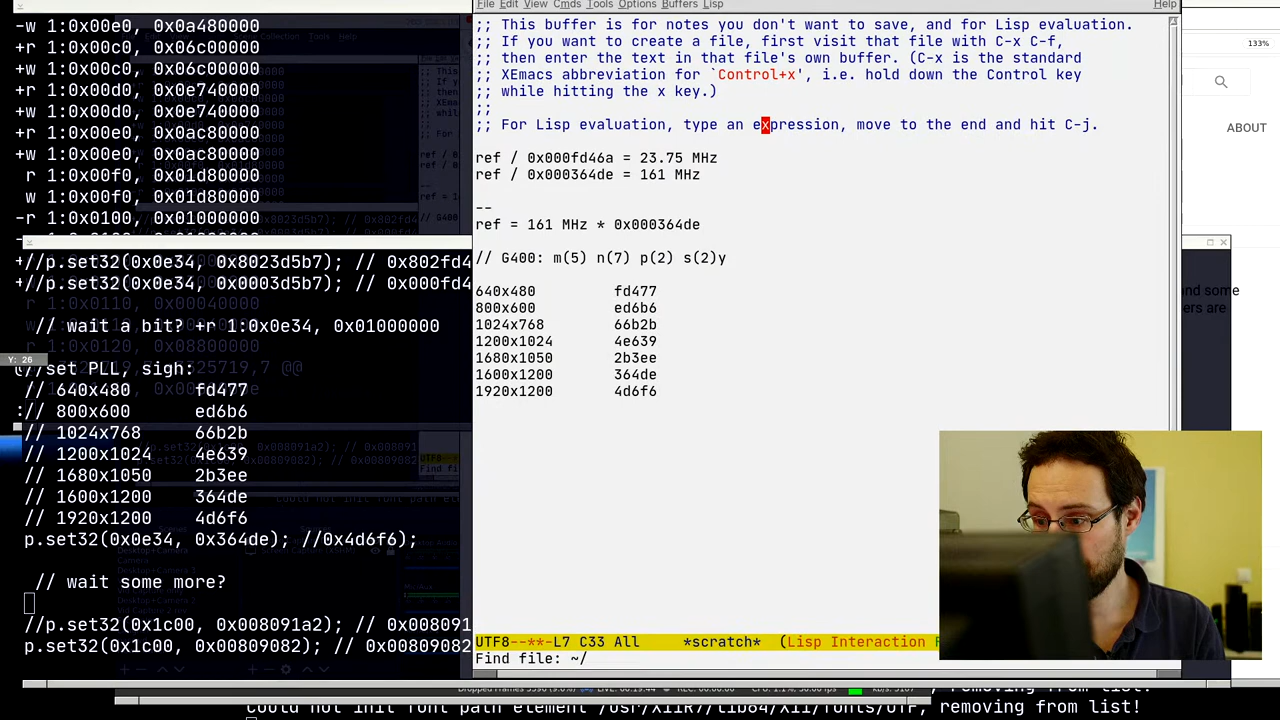 -w 1:0x00e0, 0x0a480000
+r 1:0x00c0, 0x06c00000
+w 1:0x00c0, 0x06c00000
+r 1:0x00d0, 0x0e740000
+w 1:0x00d0, 0x0e740000
+r 1:0x00e0, 0x0ac80000
+w 1:0x00e0, 0x0ac80000
r 1:0x00f0, 0x01d80000
w 1:0x00f0, 0x01d80000
-r 1:0x0100, 0x01000000
//p.set32(0x0e34, 0x8023d5b7); // 0x802fd4
//p.set32(0x0e34, 0x0003d5b7); // 0x000fd4
// wait a bit? +r 1:0x0e34, 0x01000000
Y: 26
//set PLL, sigh:
// 640x480 fd477
// 800x600 ed6b6
// 1024x768 66b2b
// 1200x1024 4e639
// 1680x1050 2b3ee
// 1600x1200 364de
// 1920x1200 4d6f6
p.set32(0x0e34, 0x364de); //0x4d6f6);
// wait some more?
//p.set32(0x1c00, 0x008091a2); // 0x008091
p.set32(0x1c00, 0x00809082); // 0x00809082
File Edit View Cmds Tools Options Buffers Lisp Help
;; This buffer is for notes you don't want to save, and for Lisp evaluation.
;; If you want to create a file, first visit that file with C-x C-f,
;; then enter the text in that file's own buffer. (C-x is the standard
;; XEmacs abbreviation for `Control+x', i.e. hold down the Control key
;; while hitting the x key.)
;;
;; For Lisp evaluation, type an expression, move to the end and hit C-j.
ref / 0x000fd46a = 23.75 MHz
ref / 0x000364de = 161 MHz
--
ref = 161 MHz * 0x000364de
// G400: m(5) n(7) p(2) s(2)y
640x480 fd477
800x600 ed6b6
1024x768 66b2b
1200x1024 4e639
1680x1050 2b3ee
1600x1200 364de
1920x1200 4d6f6
UTF8--**-L7 C33 All *scratch* (Lisp Interaction
Find file: ~/
133%
ABOUT
and some
ers are
, removing from list!
Could not init font path element /usr/X11R7/lib64/X11/fonts/OTF, removing from list!